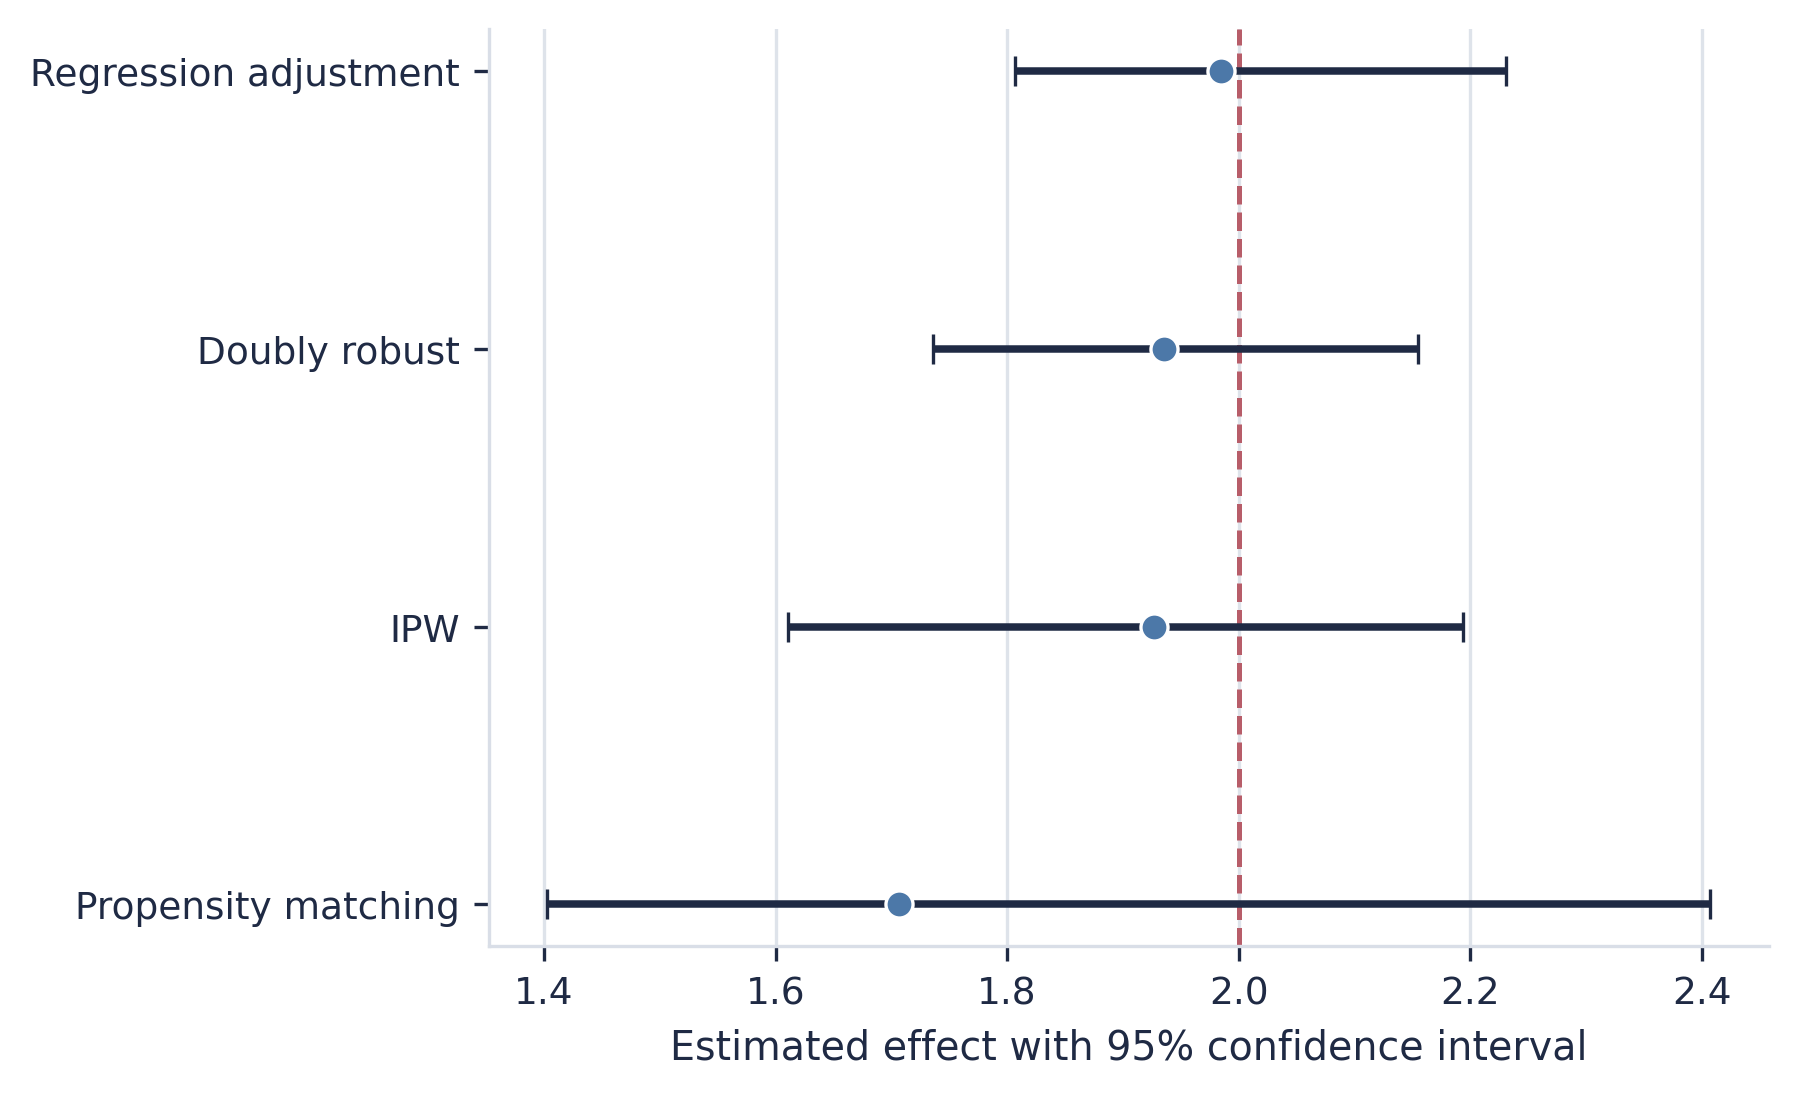 Regression adjustment
Doubly robust
IPW
Propensity matching
1.4 1.6 1.8 2.0 2.2 2.4
Estimated effect with 95% confidence interval